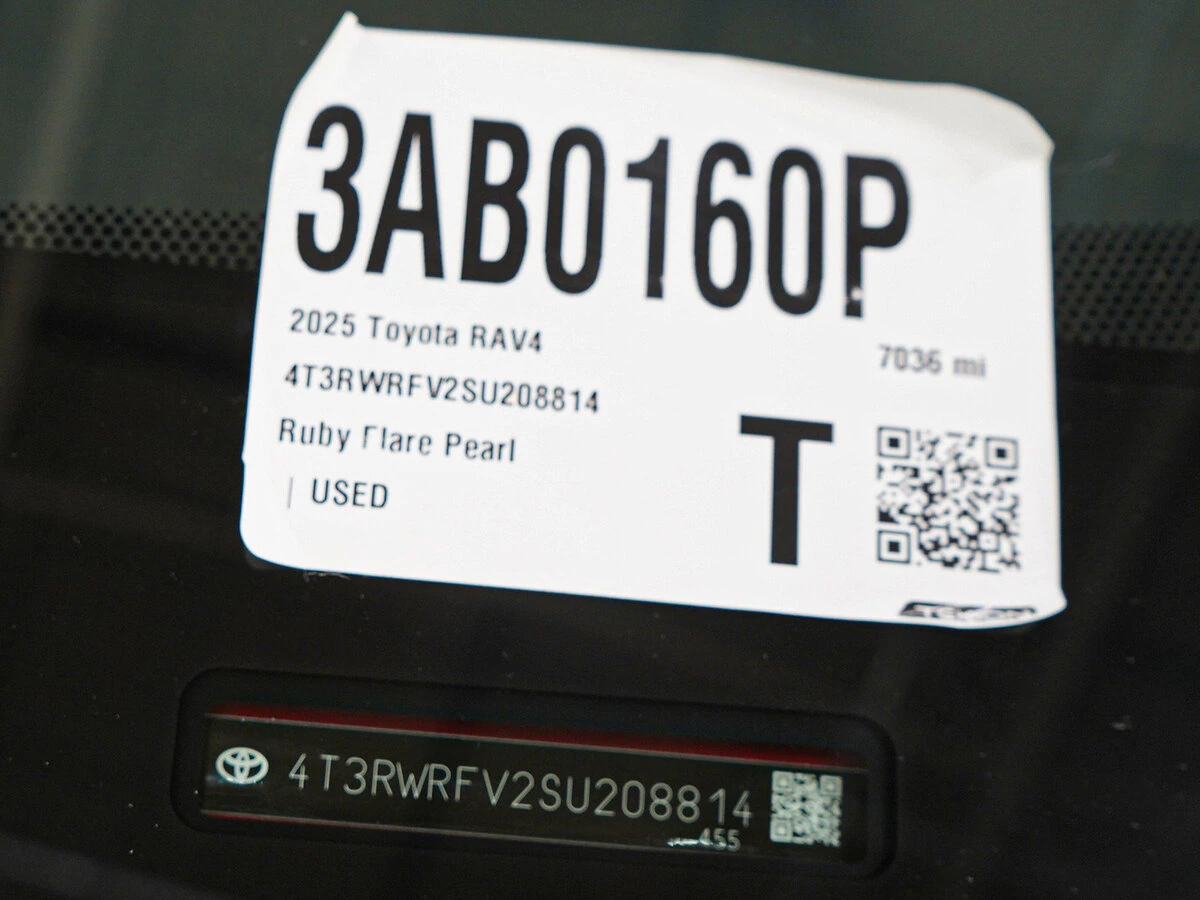 3AB0160P
2025 Toyota RAV4
7036 mi
4T3RWRFV2SU208814
Ruby Flare Pearl
| USED
T
4T3RWRFV2SU208814
455